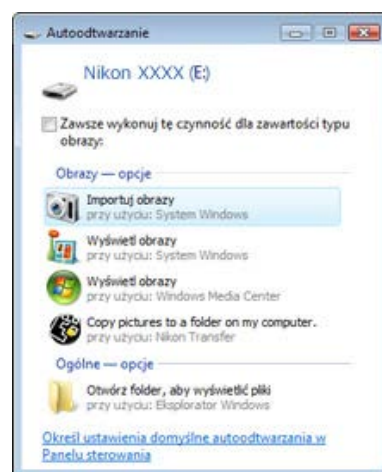 Autoodtwarzanie
Nikon XXXX (E:)
Zawsze wykonuj tę czynność dla zawartości typu
obrazy:
Obrazy — opcje
Importuj obrazy
przy użyciu: System Windows
Wyświetl obrazy
przy użyciu: System Windows
Wyświetl obrazy
przy użyciu: Windows Media Center
Copy pictures to a folder on my computer.
przy użyciu: Nikon Transfer
Ogólne — opcje
Otwórz folder, aby wyświetlić pliki
przy użyciu: Eksplorator Windows
Określ ustawienia domyślne autoodtwarzania w
Panelu sterowania